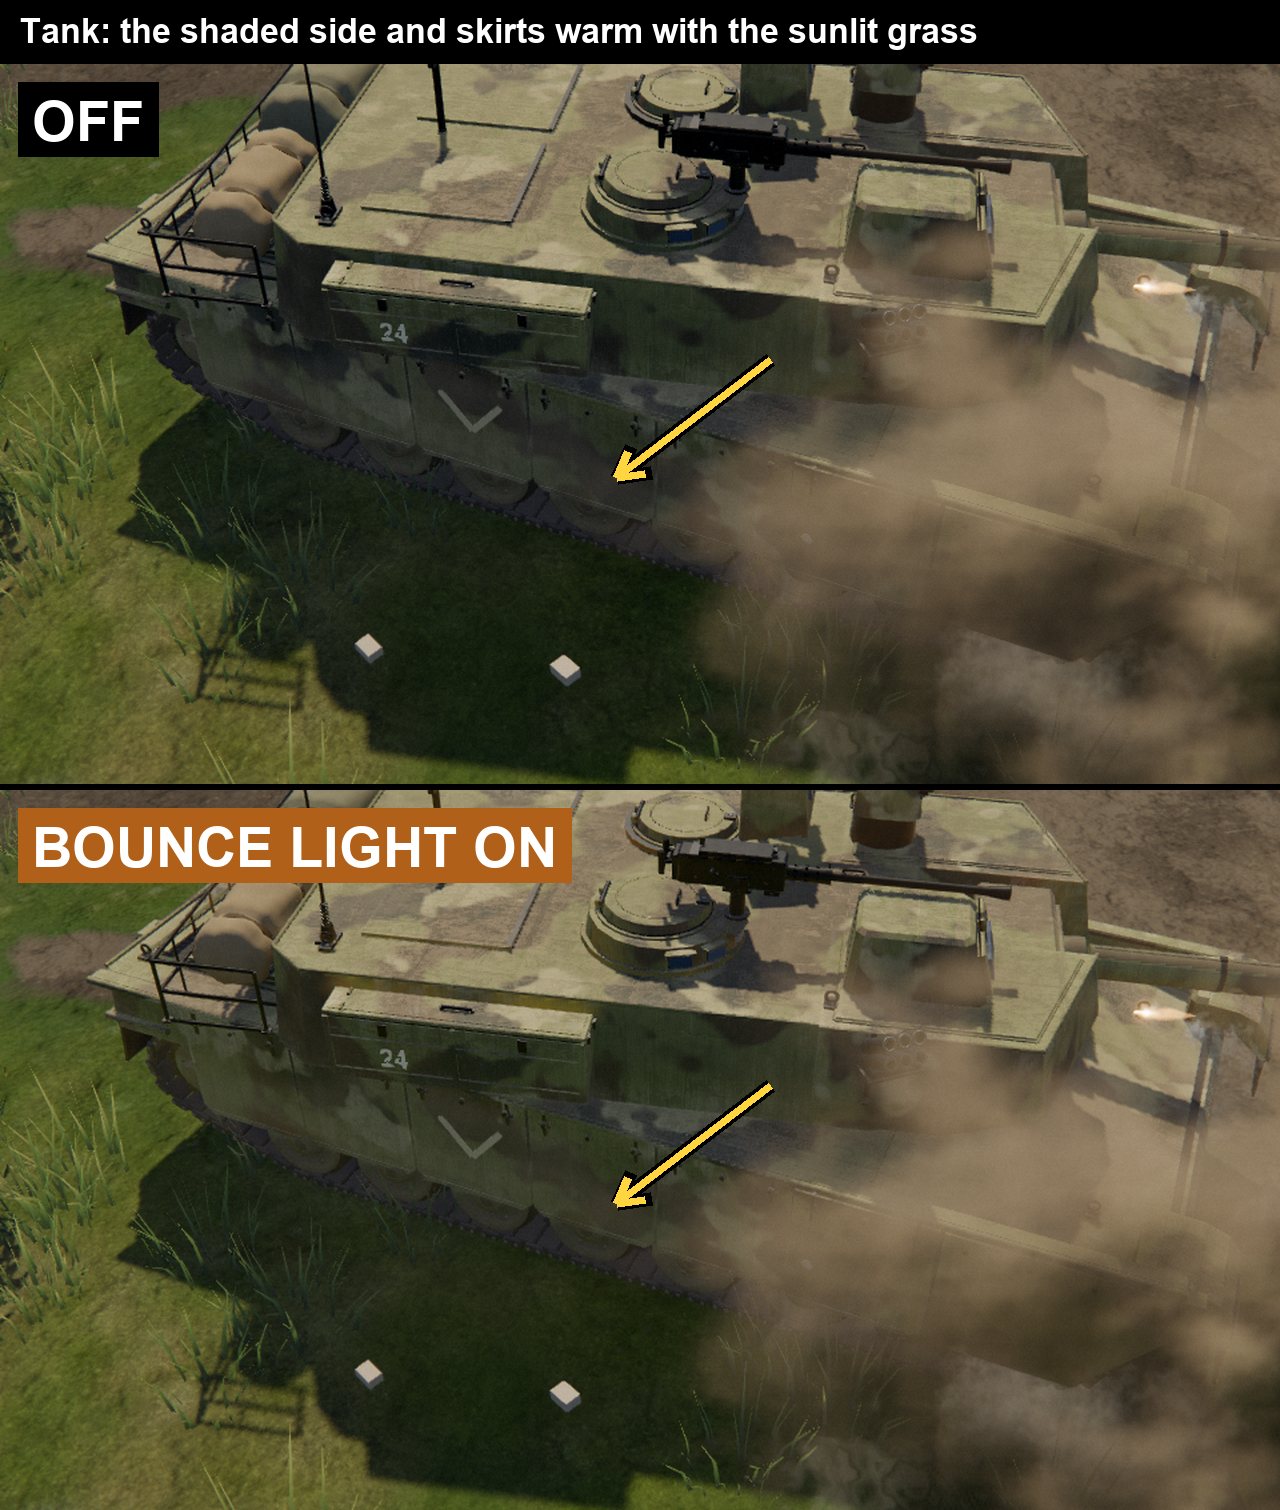 Tank: the shaded side and skirts warm with the sunlit grass
OFF
24
BOUNCE LIGHT ON
24